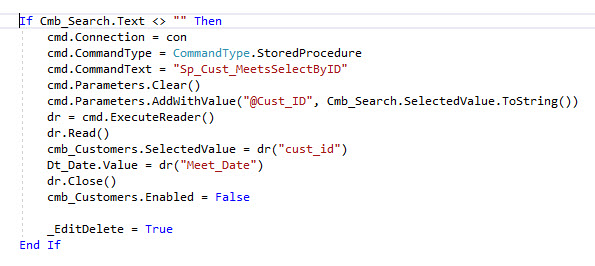 If Cmb_Search.Text <> "" Then
cmd.Connection = con
cmd.CommandType = CommandType.StoredProcedure
cmd.CommandText = "Sp_Cust_MeetsSelectByID"
cmd.Parameters.Clear()
cmd.Parameters.AddWithValue("@Cust_ID", Cmb_Search.SelectedValue.ToString())
dr = cmd.ExecuteReader()
dr.Read()
cmb_Customers.SelectedValue = dr("cust_id")
Dt_Date.Value = dr("Meet_Date")
dr.Close()
cmb_Customers.Enabled = False
_EditDelete = True
End If